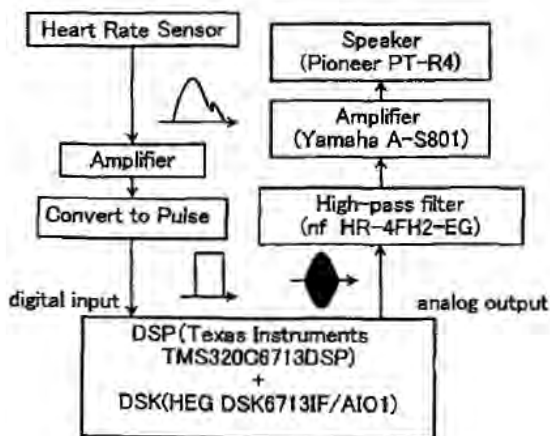 Heart Rate Sensor
Amplifier
Convert to Pulse
digital input
DSP(Texas Instruments
TMS320C6713DSP)
+
DSK(HEG DSK6713IF/AIO1)
analog output
High-pass filter
(nf HR-4FH2-EG)
Amplifier
(Yamaha A-S801)
Speaker
(Pioneer PT-R4)